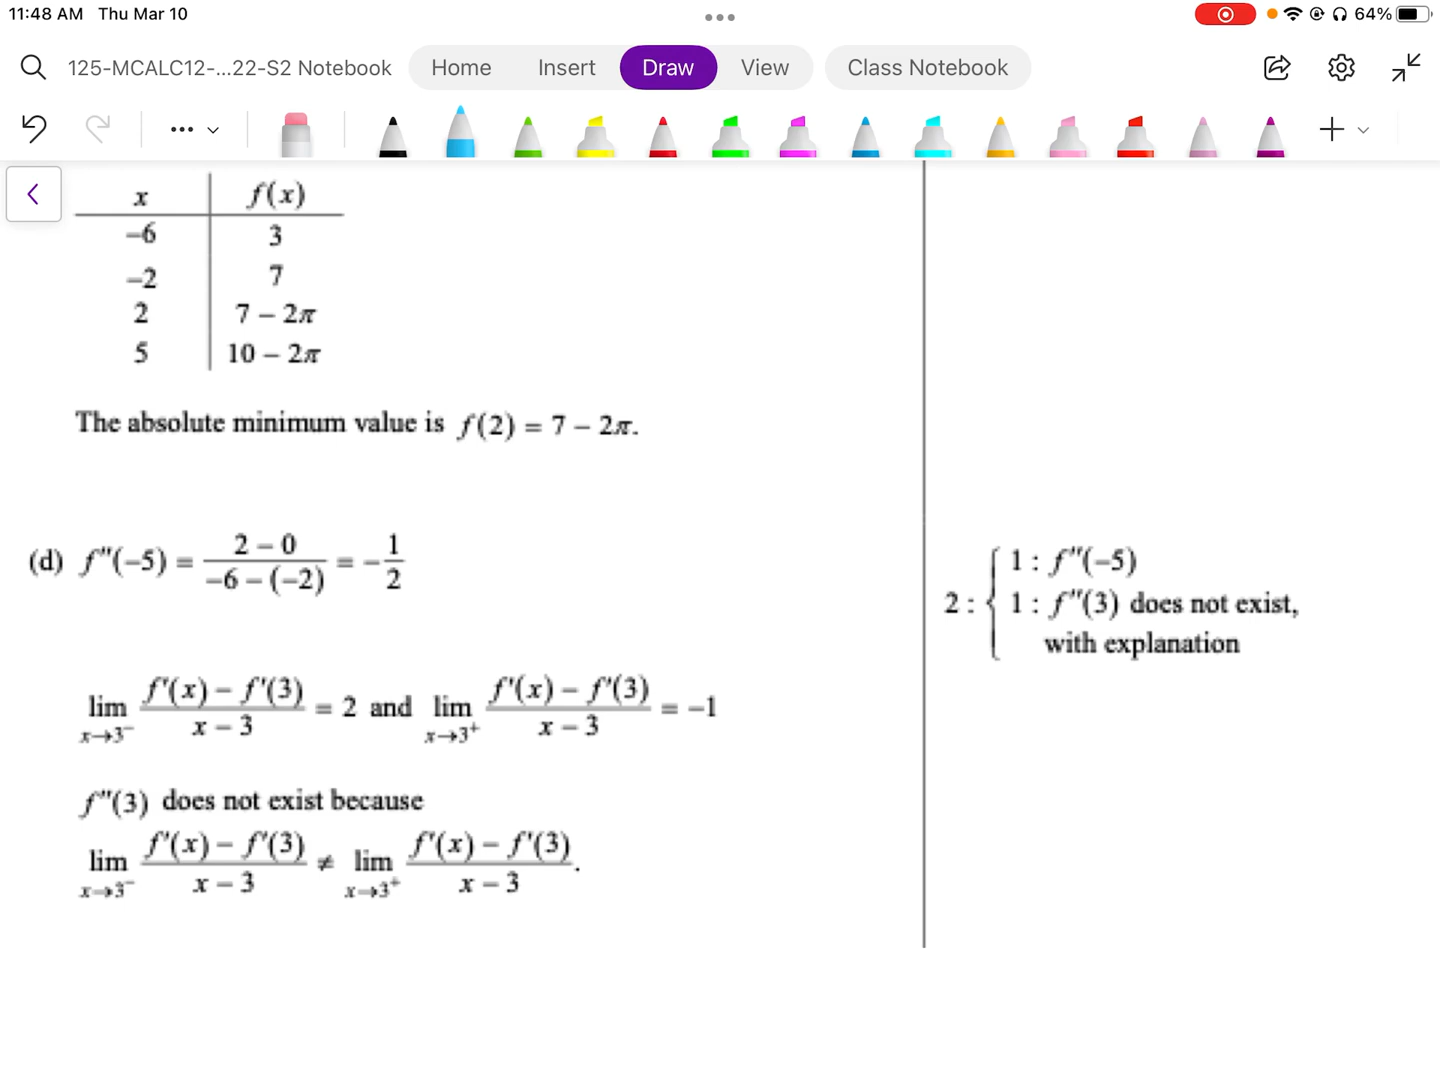 11:48 AM Thu Mar 10
64%
125-MCALC12-...22-S2 Notebook Home Insert Draw View Class Notebook
x f(x)
−6 3
−2 7
2 7 − 2π
5 10 − 2π
The absolute minimum value is f(2) = 7 − 2π.
(d) f″(−5) = (2 − 0)/(−6 − (−2)) = −1/2
2 : { 1 : f″(−5)
1 : f″(3) does not exist,
with explanation
lim x→3⁻ (f′(x) − f′(3))/(x − 3) = 2 and lim x→3⁺ (f′(x) − f′(3))/(x − 3) = −1
f″(3) does not exist because
lim x→3⁻ (f′(x) − f′(3))/(x − 3) ≠ lim x→3⁺ (f′(x) − f′(3))/(x − 3).